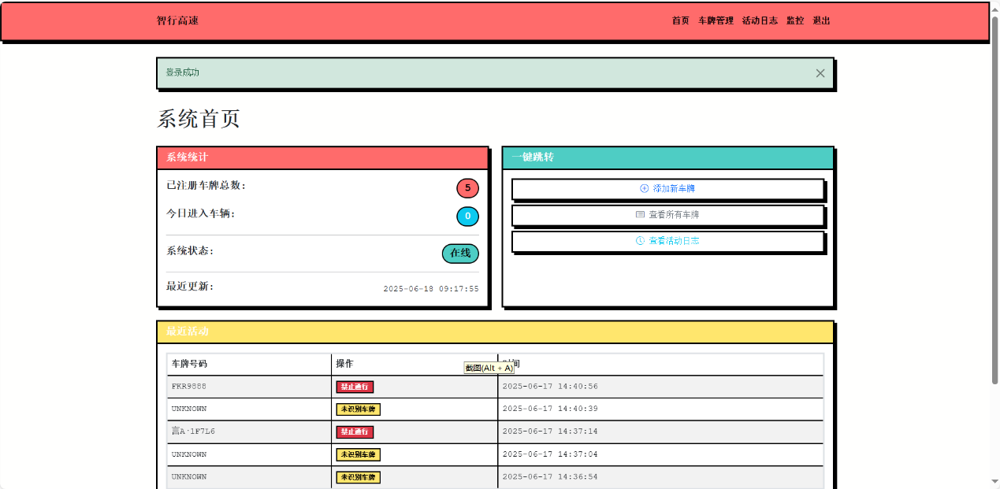 智行高速
首页 车牌管理 活动日志 监控 退出
登录成功
系统首页
系统统计
已注册车牌总数: 5
今日进入车辆: 0
系统状态: 在线
最近更新: 2025-06-18 09:17:55
一键跳转
添加新车牌
查看所有车牌
查看活动日志
最近活动
车牌号码 操作 时间
截图(Alt + A)
FKR9888 禁止通行 2025-06-17 14:40:56
UNKNOWN 未识别车牌 2025-06-17 14:40:39
言A·1F7L6 禁止通行 2025-06-17 14:37:14
UNKNOWN 未识别车牌 2025-06-17 14:37:04
UNKNOWN 未识别车牌 2025-06-17 14:36:54